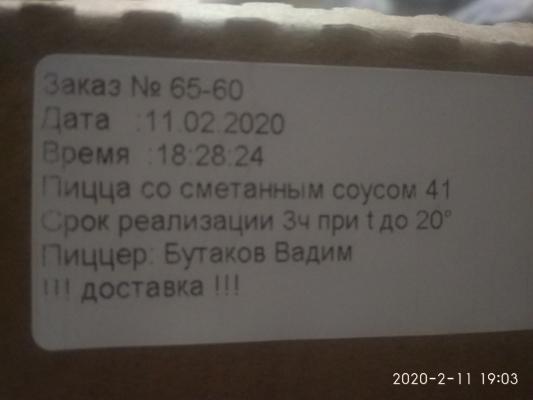 Заказ № 65-60
Дата :11.02.2020
Время :18:28:24
Пицца со сметанным соусом 41
Срок реализации 3ч при t до 20°
Пиццер: Бутаков Вадим
!!! доставка !!!
2020-2-11 19:03